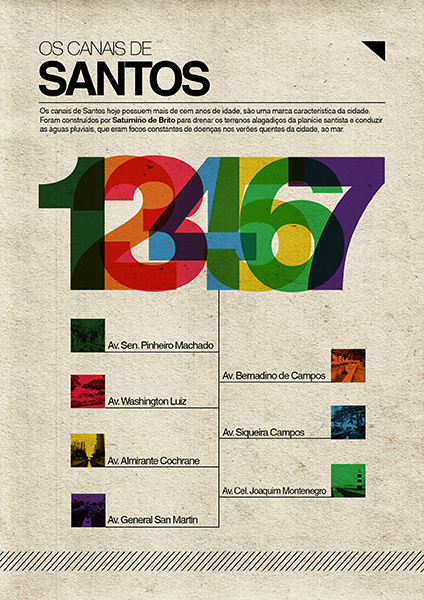 OS CANAIS DE
SANTOS
Os canais de Santos hoje possuem mais de cem anos de idade, são uma marca característica da cidade.
Foram construídos por Saturnino de Brito para drenar os terrenos alagadiços da planície santista e conduzir
as águas pluviais, que eram focos constantes de doenças nos verões quentes da cidade, ao mar.
1234567
Av. Sen. Pinheiro Machado
Av. Bernadino de Campos
Av. Washington Luiz
Av. Siqueira Campos
Av. Almirante Cochrane
Av. Cel. Joaquim Montenegro
Av. General San Martin